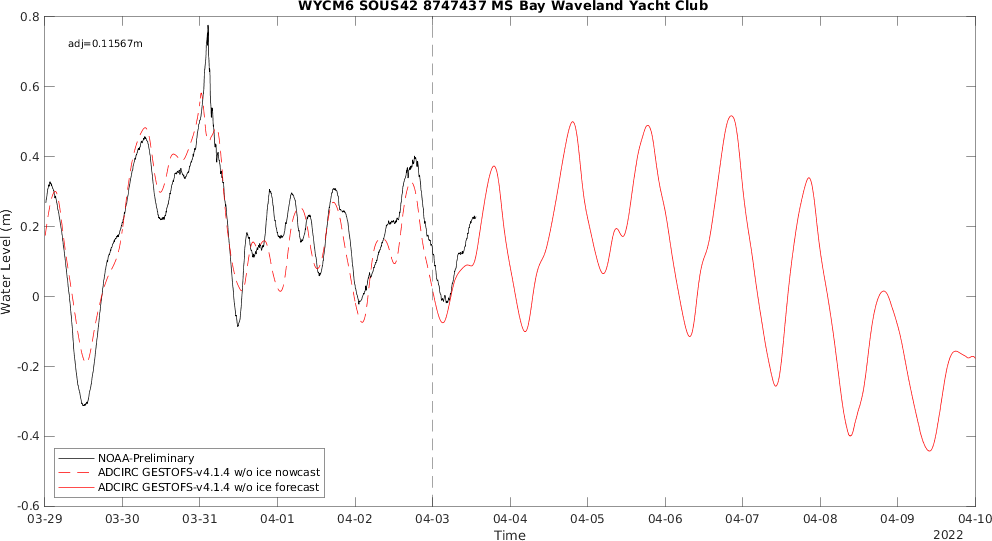 WYCM6 SOUS42 8747437 MS Bay Waveland Yacht Club
adj=0.11567m
Water Level (m)
0.8
0.6
0.4
0.2
0
-0.2
-0.4
-0.6
NOAA-Preliminary
ADCIRC GESTOFS-v4.1.4 w/o ice nowcast
ADCIRC GESTOFS-v4.1.4 w/o ice forecast
03-29 03-30 03-31 04-01 04-02 04-03 04-04 04-05 04-06 04-07 04-08 04-09 04-10
Time
2022